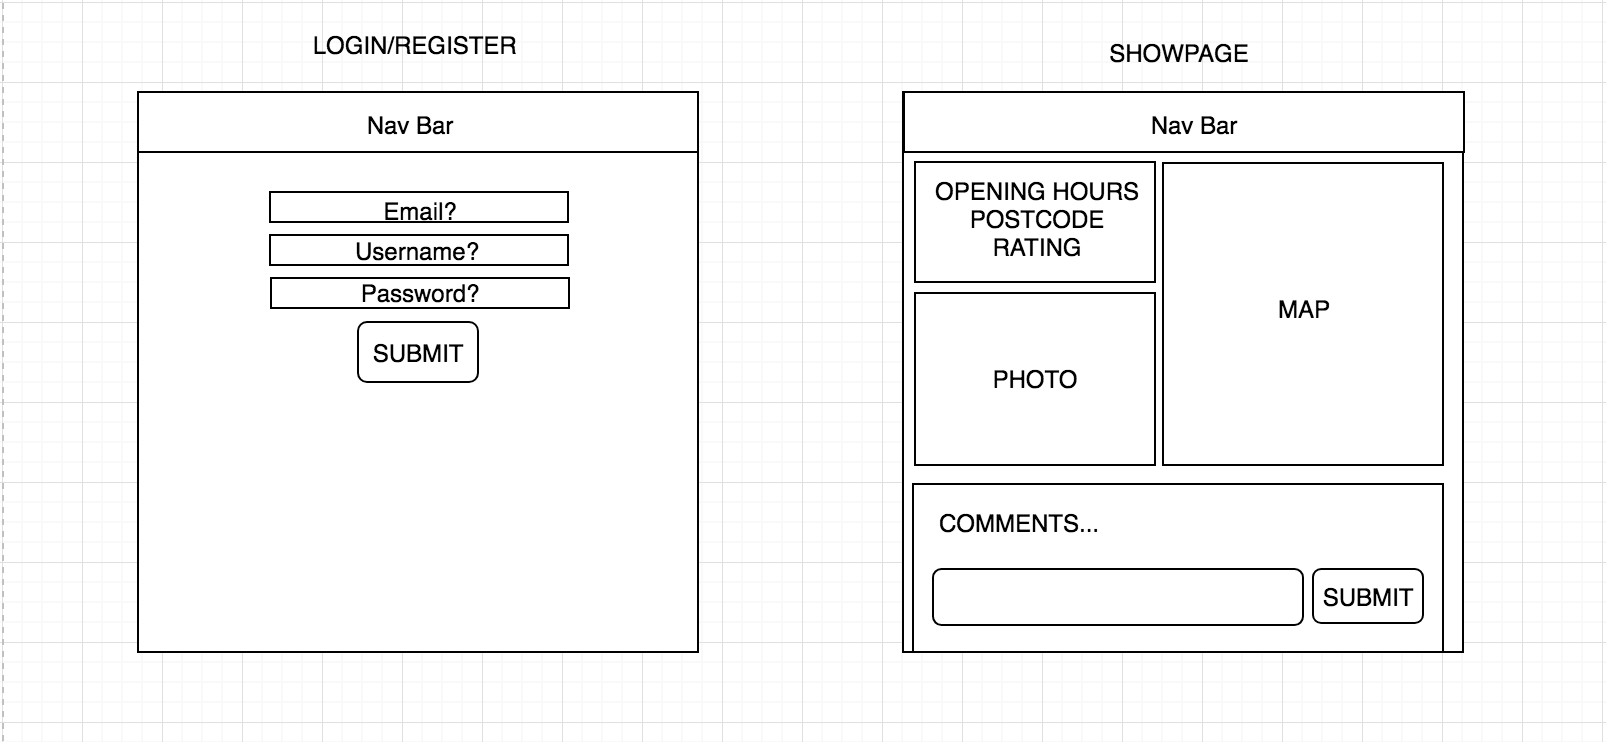 LOGIN/REGISTER
Nav Bar
Email?
Username?
Password?
SUBMIT
SHOWPAGE
Nav Bar
OPENING HOURS
POSTCODE
RATING
MAP
PHOTO
COMMENTS...
SUBMIT